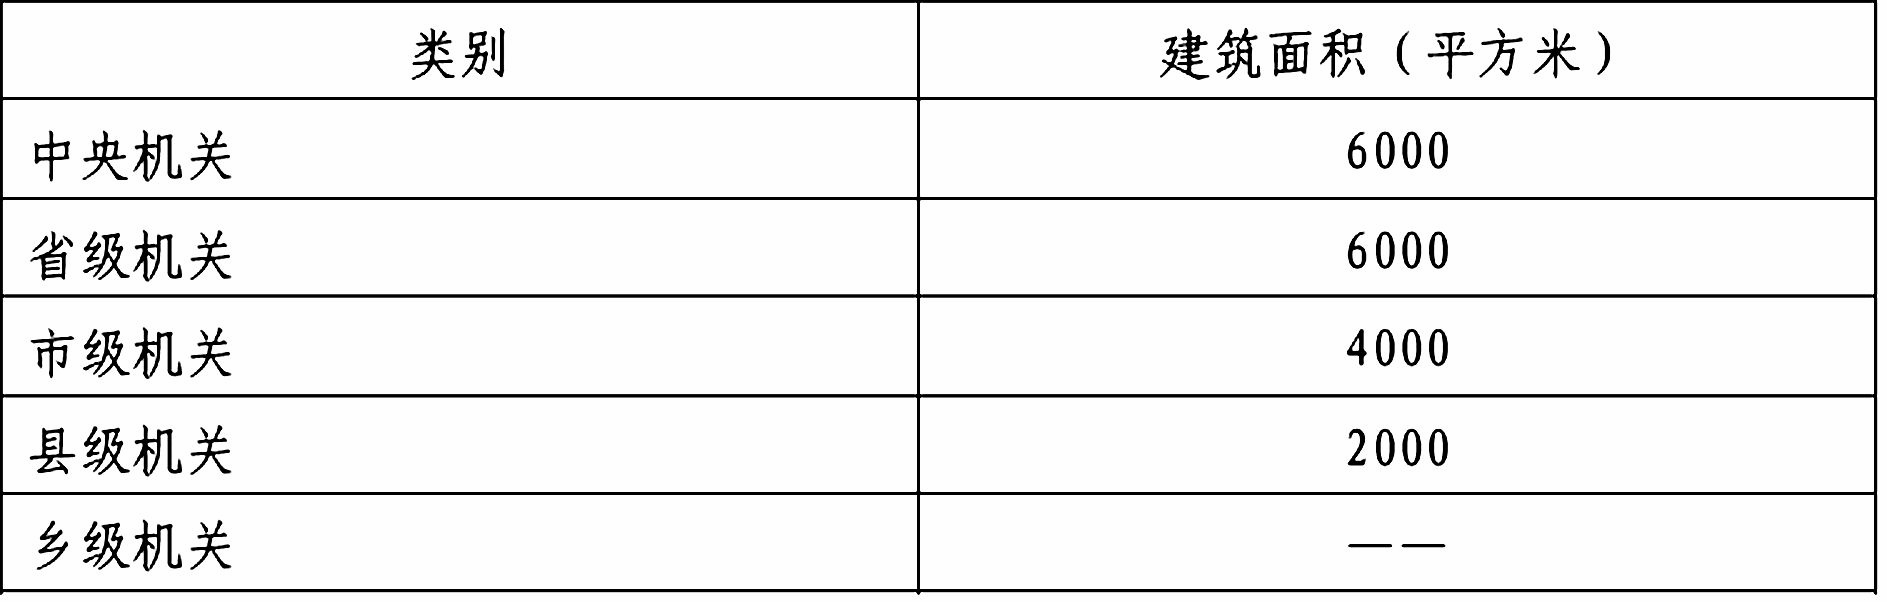 类别 建筑面积（平方米）
中央机关 6000
省级机关 6000
市级机关 4000
县级机关 2000
乡级机关 ——